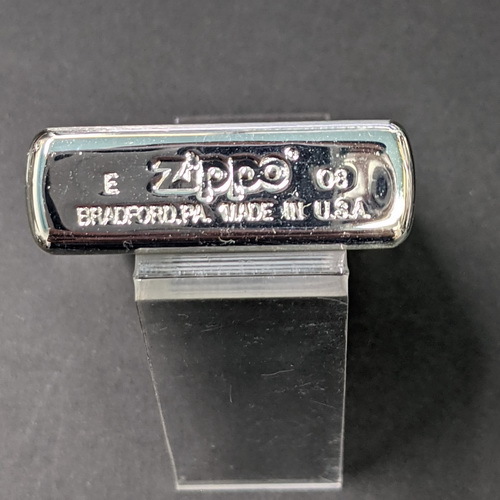 E Zippo® 08
BRADFORD, PA. MADE IN U.S.A.